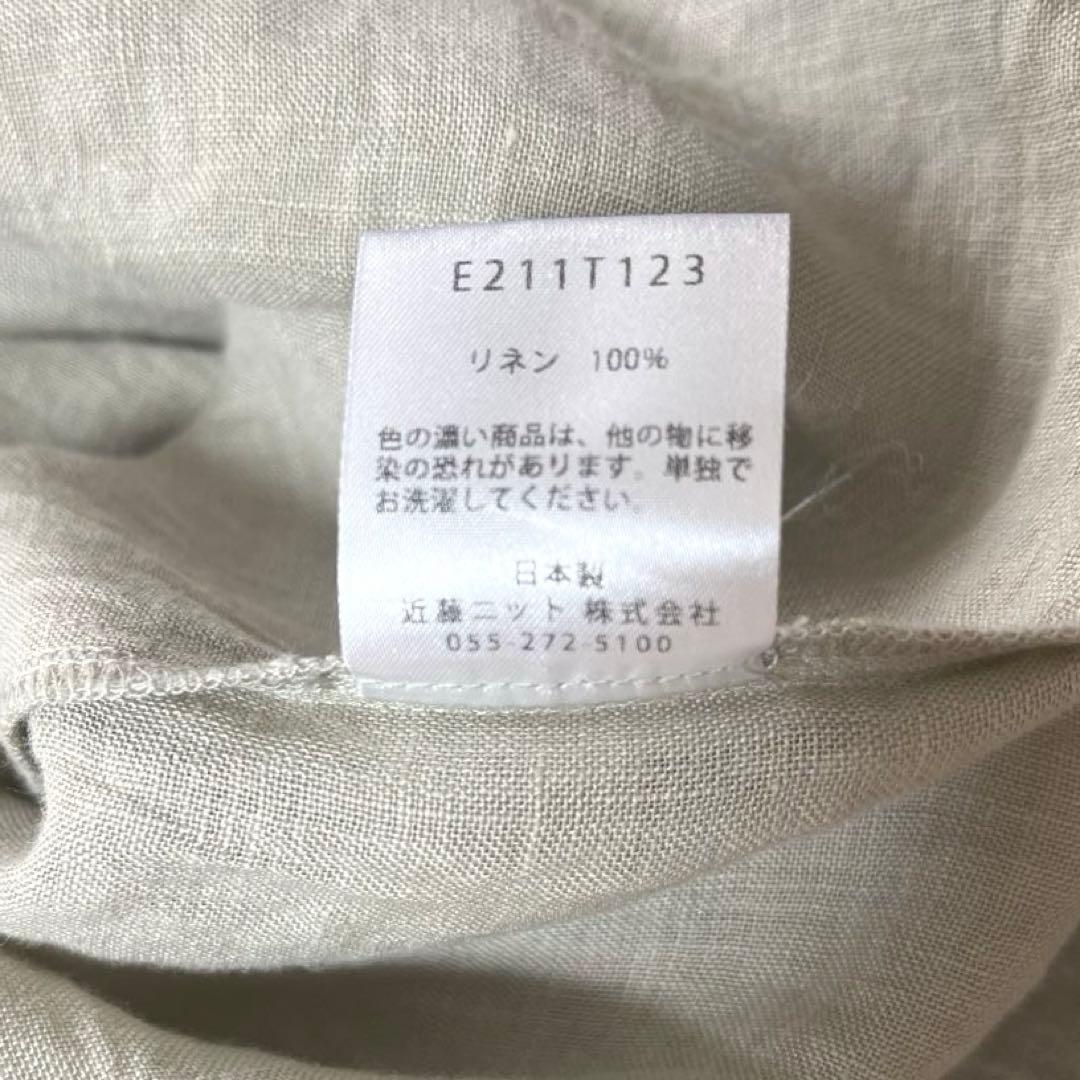 E211T123
リネン 100%
色の濃い商品は、他の物に移
染の恐れがあります。単独で
お洗濯してください。
日本製
近藤ニット 株式会社
055-272-5100